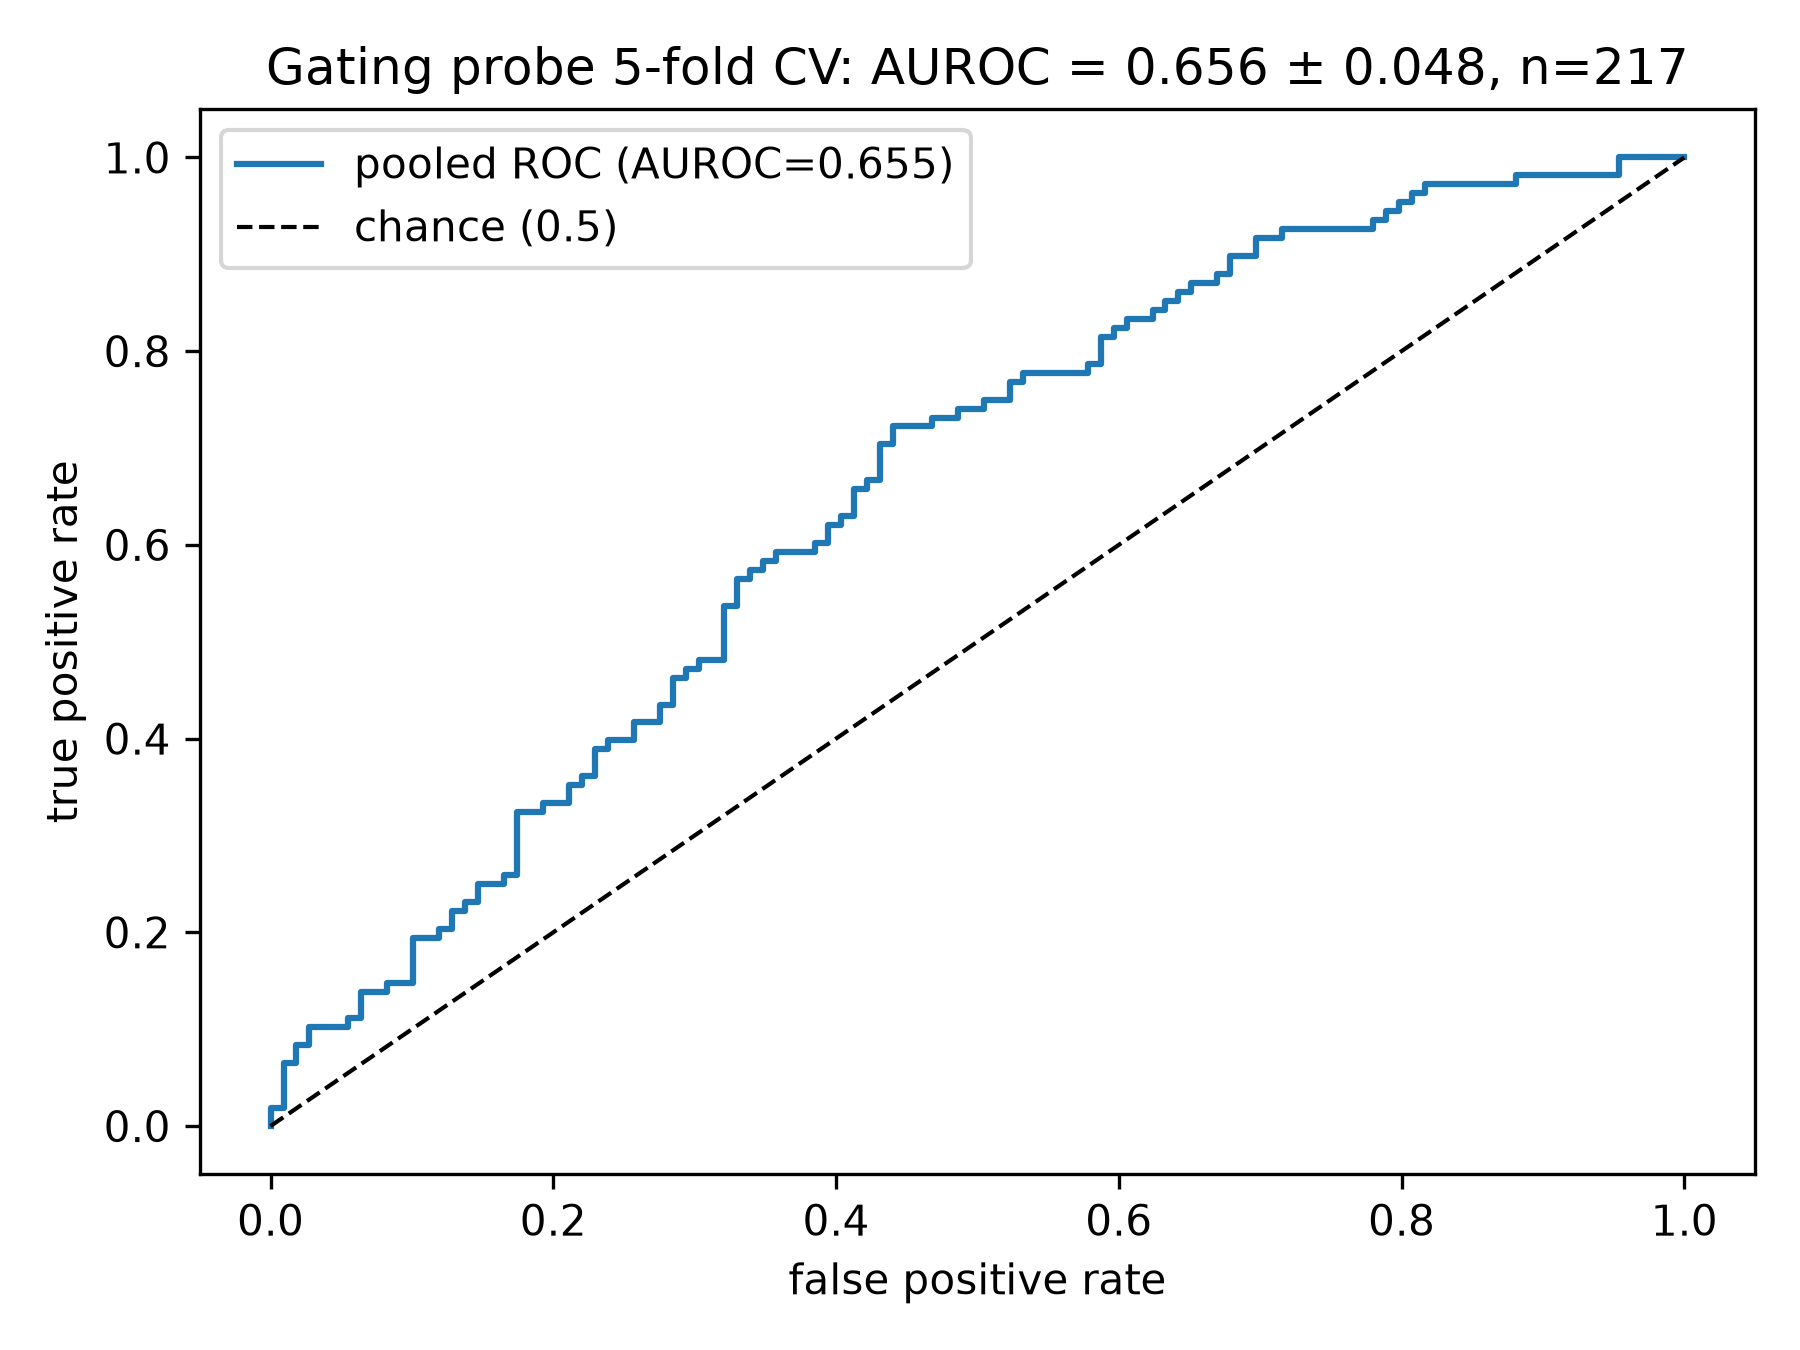 Gating probe 5-fold CV: AUROC = 0.656 ± 0.048, n=217
pooled ROC (AUROC=0.655)
chance (0.5)
1.0
0.8
0.6
0.4
0.2
0.0
true positive rate
0.0 0.2 0.4 0.6 0.8 1.0
false positive rate